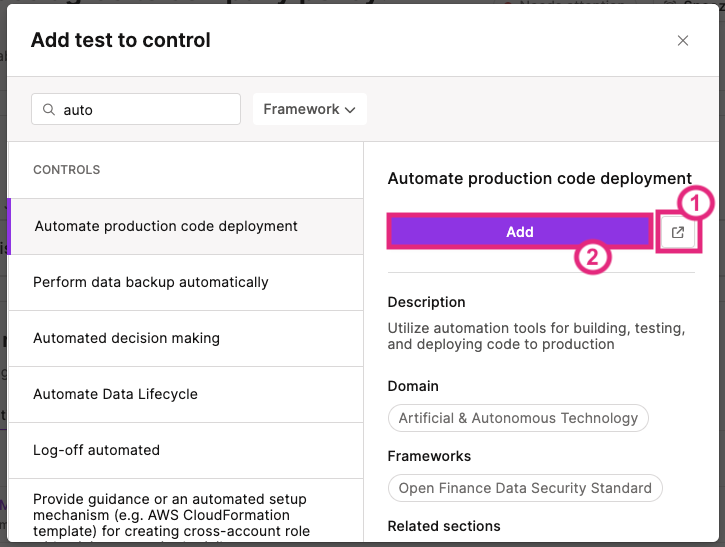 Add test to control
auto
Framework
CONTROLS
Automate production code deployment
Perform data backup automatically
Automated decision making
Automate Data Lifecycle
Log-off automated
Provide guidance or an automated setup
mechanism (e.g. AWS CloudFormation
template) for creating cross-account role
Automate production code deployment
1
Add
2
Description
Utilize automation tools for building, testing,
and deploying code to production
Domain
Artificial & Autonomous Technology
Frameworks
Open Finance Data Security Standard
Related sections